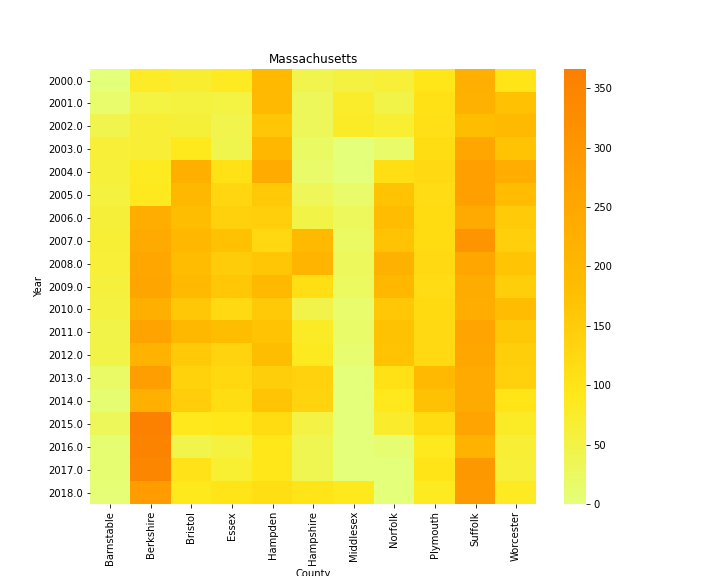 Massachusetts
Year
2000.0
2001.0
2002.0
2003.0
2004.0
2005.0
2006.0
2007.0
2008.0
2009.0
2010.0
2011.0
2012.0
2013.0
2014.0
2015.0
2016.0
2017.0
2018.0
Barnstable
Berkshire
Bristol
Essex
Hampden
Hampshire
Middlesex
Norfolk
Plymouth
Suffolk
Worcester
County
350
300
250
200
150
100
50
0